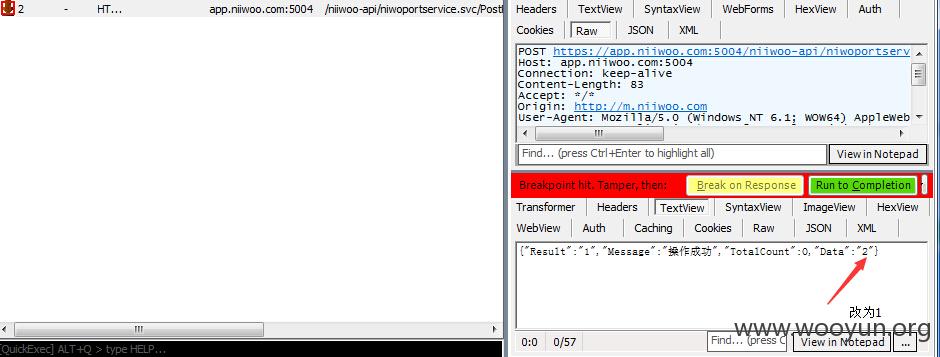 2 - HT... app.niiwoo.com:5004 /niiwoo-api/niwoportservice.svc/Post
[QuickExec] ALT+Q > type HELP...
Headers TextView SyntaxView WebForms HexView Auth
Cookies Raw JSON XML
POST https://app.niiwoo.com:5004/niiwoo-api/niwoportserv
Host: app.niiwoo.com:5004
Connection: keep-alive
Content-Length: 83
Accept: */*
Origin: http://m.niiwoo.com
User-Agent: Mozilla/5.0 (Windows NT 6.1; WOW64) AppleWeb
Find... (press Ctrl+Enter to highlight all) View in Notepad
Breakpoint hit. Tamper, then: Break on Response Run to Completion
Transformer Headers TextView SyntaxView ImageView HexView
WebView Auth Caching Cookies Raw JSON XML
{"Result":"1","Message":"操作成功","TotalCount":0,"Data":"2"}
改为1
www.wooyun.org
0:0 0/57 Find... (press C View in Notepad ...